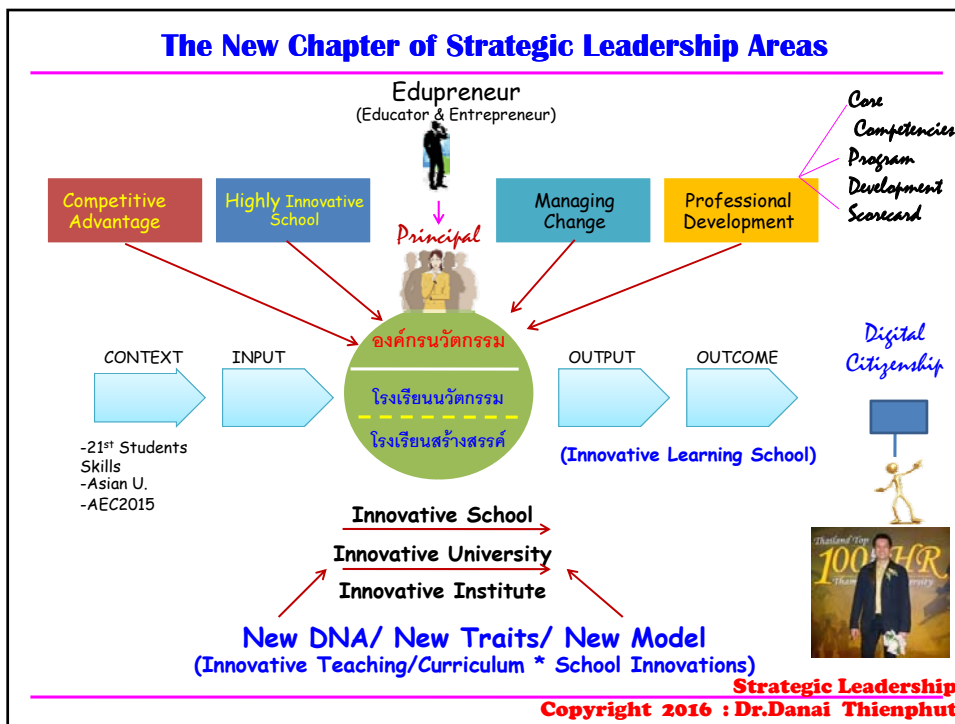 The New Chapter of Strategic Leadership Areas
Edupreneur
(Educator & Entrepreneur)
Core
Competencies
Program
Development
Scorecard
Competitive
Advantage
Highly Innovative
School
Managing
Change
Professional
Development
Principal
องค์กรนวัตกรรม
โรงเรียนนวัตกรรม
โรงเรียนสร้างสรรค์
CONTEXT
INPUT
OUTPUT
OUTCOME
Digital
Citizenship
-21st Students
Skills
-Asian U.
-AEC2015
(Innovative Learning School)
Innovative School
Innovative University
Innovative Institute
Thailand Top
100 HR
New DNA/ New Traits/ New Model
(Innovative Teaching/Curriculum * School Innovations)
Strategic Leadership
Copyright 2016 : Dr.Danai Thienphut